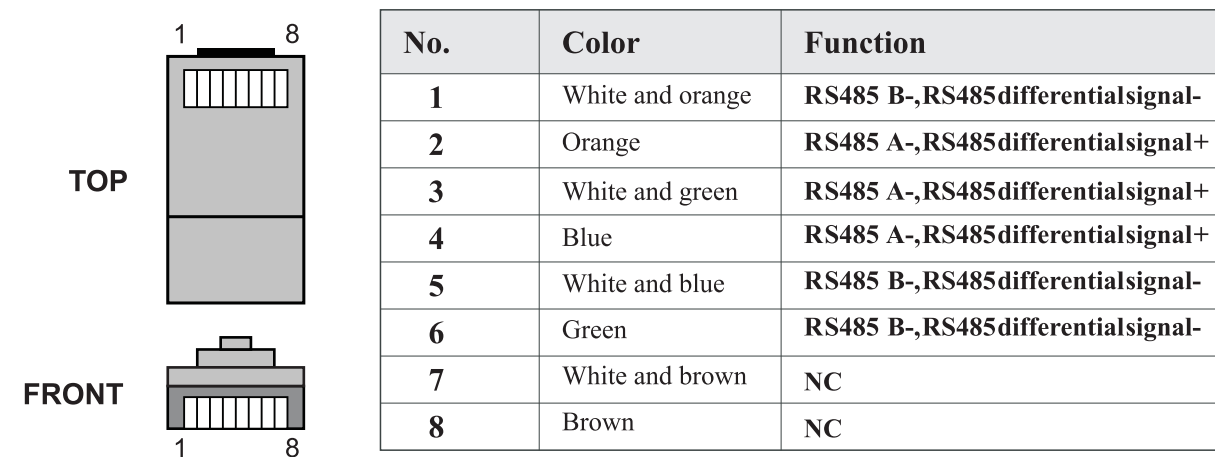 1 8
TOP
FRONT
1 8
No. Color Function
1 White and orange RS485 B-,RS485differentialsignal-
2 Orange RS485 A-,RS485differentialsignal+
3 White and green RS485 A-,RS485differentialsignal+
4 Blue RS485 A-,RS485differentialsignal+
5 White and blue RS485 B-,RS485differentialsignal-
6 Green RS485 B-,RS485differentialsignal-
7 White and brown NC
8 Brown NC